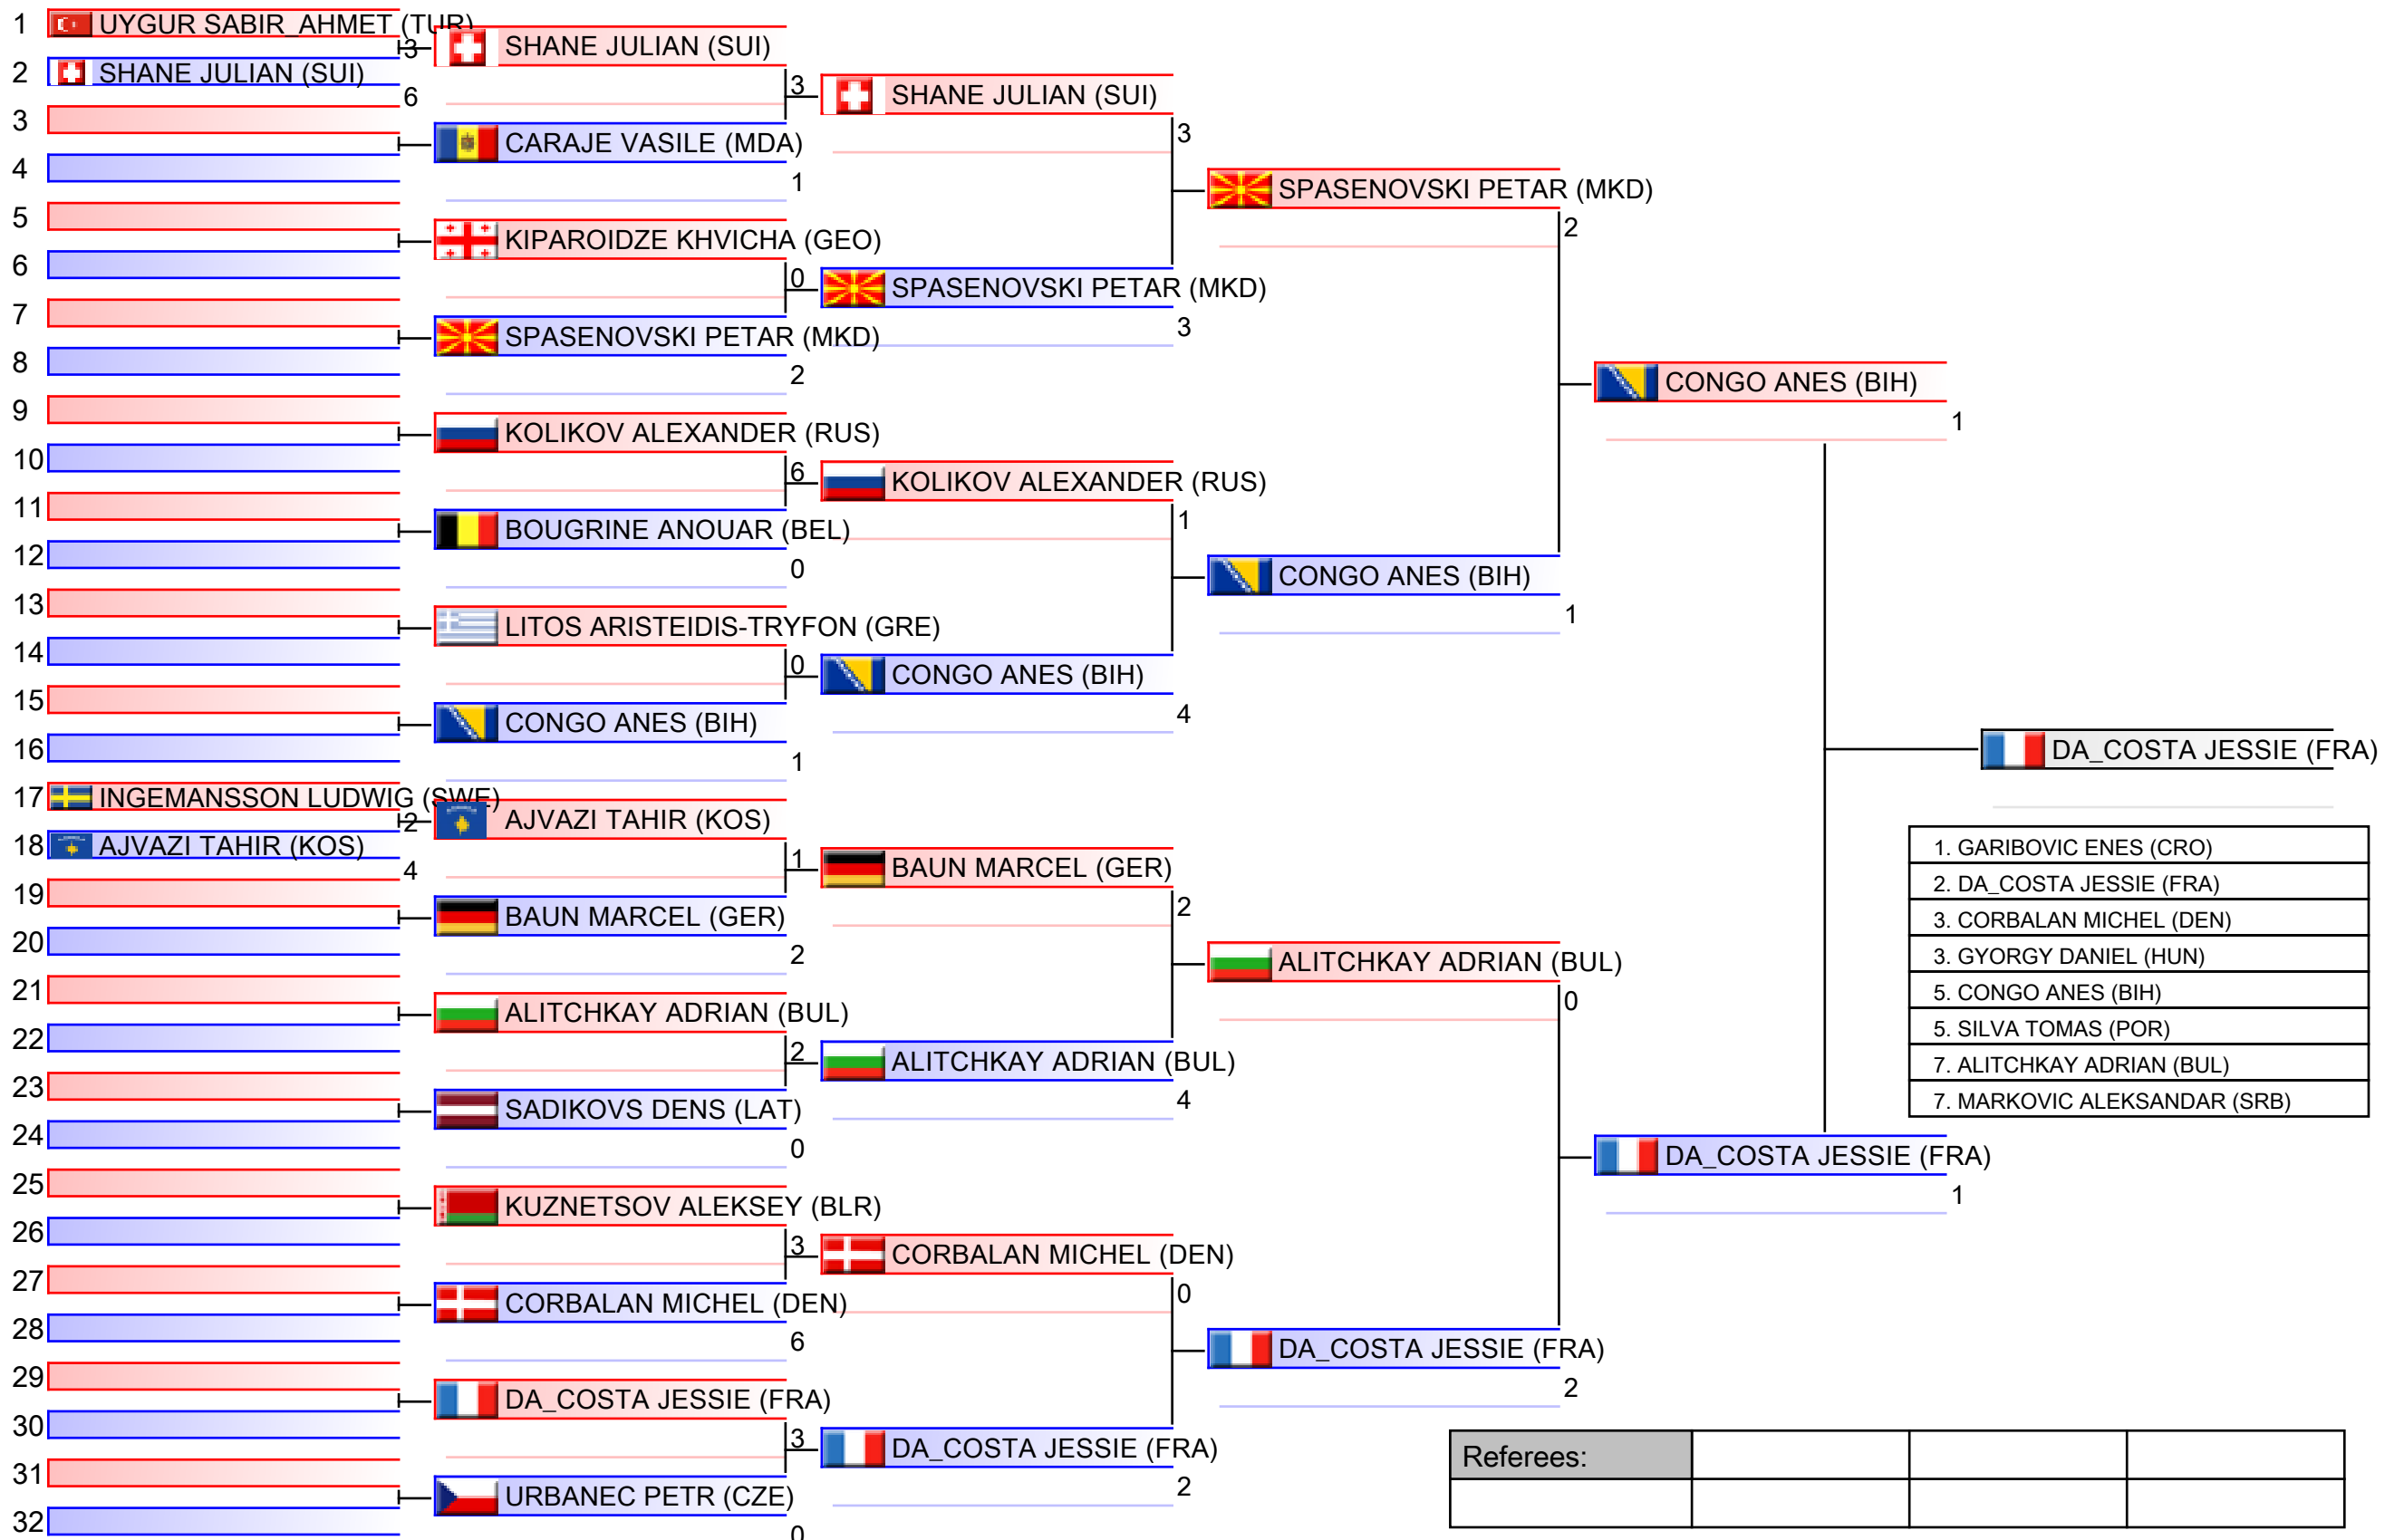 1 UYGUR SABIR_AHMET (TUR)
3
2 SHANE JULIAN (SUI)
6
3
4
5
6
7
8
9
10
11
12
13
14
15
16
17 INGEMANSSON LUDWIG (SWE)
2
18 AJVAZI TAHIR (KOS)
4
19
20
21
22
23
24
25
26
27
28
29
30
31
32
SHANE JULIAN (SUI)
3
CARAJE VASILE (MDA)
1
KIPAROIDZE KHVICHA (GEO)
0
SPASENOVSKI PETAR (MKD)
2
KOLIKOV ALEXANDER (RUS)
6
BOUGRINE ANOUAR (BEL)
0
LITOS ARISTEIDIS-TRYFON (GRE)
0
CONGO ANES (BIH)
1
AJVAZI TAHIR (KOS)
1
BAUN MARCEL (GER)
2
ALITCHKAY ADRIAN (BUL)
2
SADIKOVS DENS (LAT)
0
KUZNETSOV ALEKSEY (BLR)
3
CORBALAN MICHEL (DEN)
6
DA_COSTA JESSIE (FRA)
3
URBANEC PETR (CZE)
0
SHANE JULIAN (SUI)
3
SPASENOVSKI PETAR (MKD)
3
KOLIKOV ALEXANDER (RUS)
1
CONGO ANES (BIH)
4
BAUN MARCEL (GER)
2
ALITCHKAY ADRIAN (BUL)
4
CORBALAN MICHEL (DEN)
0
DA_COSTA JESSIE (FRA)
2
SPASENOVSKI PETAR (MKD)
2
CONGO ANES (BIH)
1
ALITCHKAY ADRIAN (BUL)
0
DA_COSTA JESSIE (FRA)
2
CONGO ANES (BIH)
1
DA_COSTA JESSIE (FRA)
1
DA_COSTA JESSIE (FRA)
1. GARIBOVIC ENES (CRO)
2. DA_COSTA JESSIE (FRA)
3. CORBALAN MICHEL (DEN)
3. GYORGY DANIEL (HUN)
5. CONGO ANES (BIH)
5. SILVA TOMAS (POR)
7. ALITCHKAY ADRIAN (BUL)
7. MARKOVIC ALEKSANDAR (SRB)
Referees: